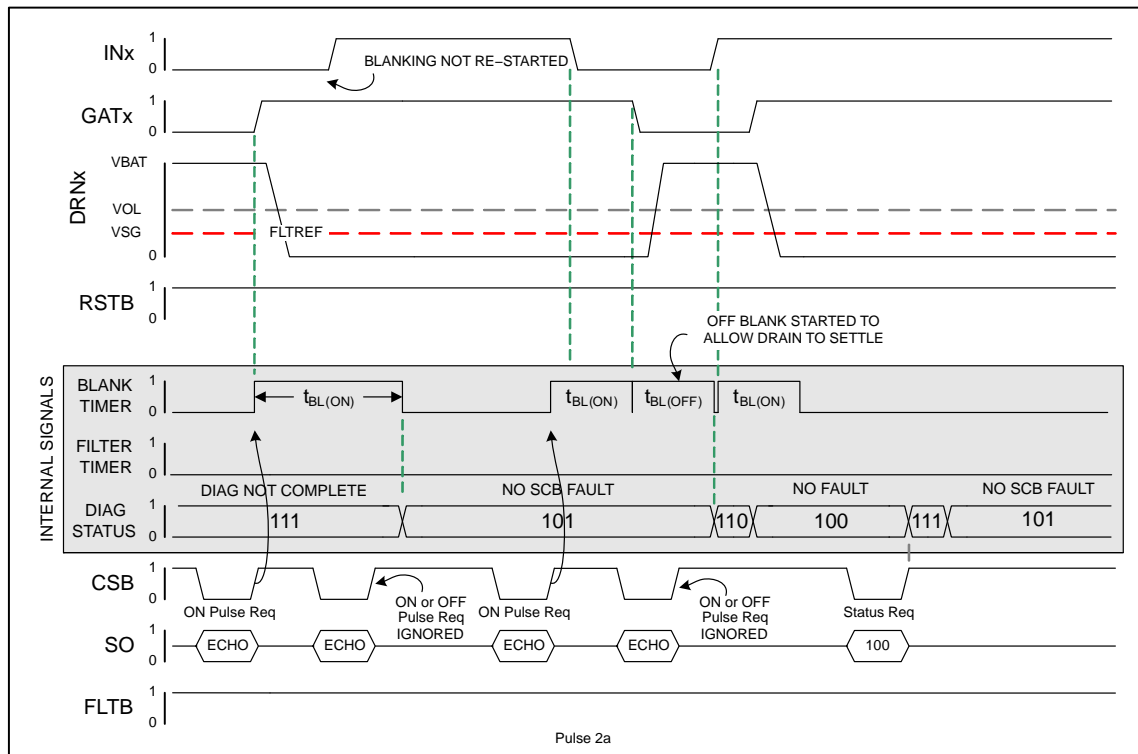 INx
1
0
BLANKING NOT RE−STARTED
GATx
1
0
DRNx
VBAT
VOL
VSG
FLTREF
0
RSTB
1
0
OFF BLANK STARTED TO
ALLOW DRAIN TO SETTLE
INTERNAL SIGNALS
BLANK
TIMER
1
0
tBL(ON)
tBL(ON)
tBL(OFF)
tBL(ON)
FILTER
TIMER
1
0
DIAG NOT COMPLETE
NO SCB FAULT
NO FAULT
NO SCB FAULT
DIAG
STATUS
1
0
111
101
110
100
111
101
CSB
1
0
ON Pulse Req
ON or OFF
Pulse Req
IGNORED
ON Pulse Req
ON or OFF
Pulse Req
IGNORED
Status Req
SO
1
0
ECHO
ECHO
ECHO
ECHO
100
FLTB
1
0
Pulse 2a